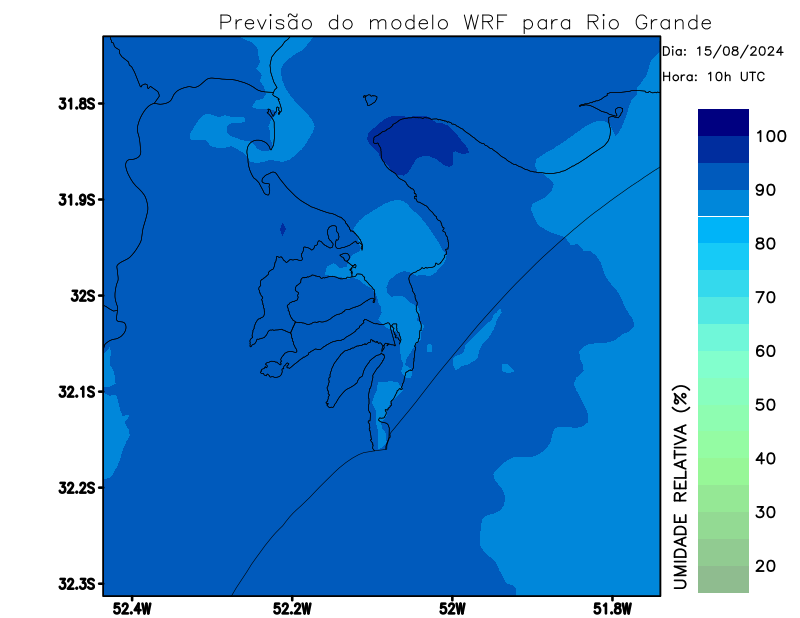 Previsão do modelo WRF para Rio Grande
Dia: 15/08/2024
Hora: 10h UTC
31.8S
31.9S
32S
32.1S
32.2S
32.3S
52.4W 52.2W 52W 51.8W
UMIDADE RELATIVA (%)
100
90
80
70
60
50
40
30
20